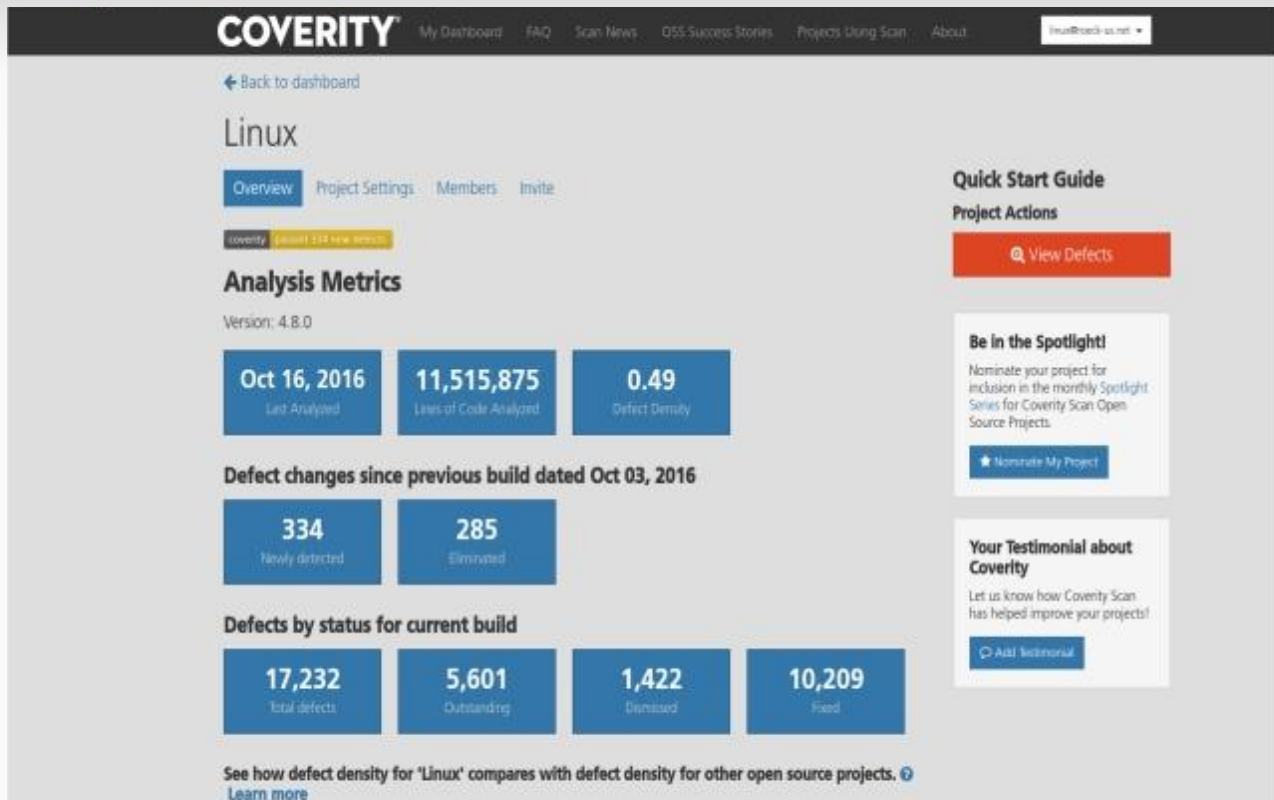 COVERITY
My Dashboard FAQ Scan News OSS Success Stories Projects Using Scan About
Back to dashboard
Linux
Overview Project Settings Members Invite
coverity 334 new defects
Analysis Metrics
Version: 4.8.0
Oct 16, 2016
Last Analyzed
11,515,875
Lines of Code Analyzed
0.49
Defect Density
Defect changes since previous build dated Oct 03, 2016
334
Newly detected
285
Eliminated
Defects by status for current build
17,232
Total defects
5,601
Outstanding
1,422
Dismissed
10,209
Fixed
See how defect density for 'Linux' compares with defect density for other open source projects.
Learn more
Quick Start Guide
Project Actions
View Defects
Be in the Spotlight!
Nominate your project for
inclusion in the monthly Spotlight
Series for Coverity Scan Open
Source Projects.
Nominate My Project
Your Testimonial about
Coverity
Let us know how Coverity Scan
has helped improve your projects!
Add Testimonial